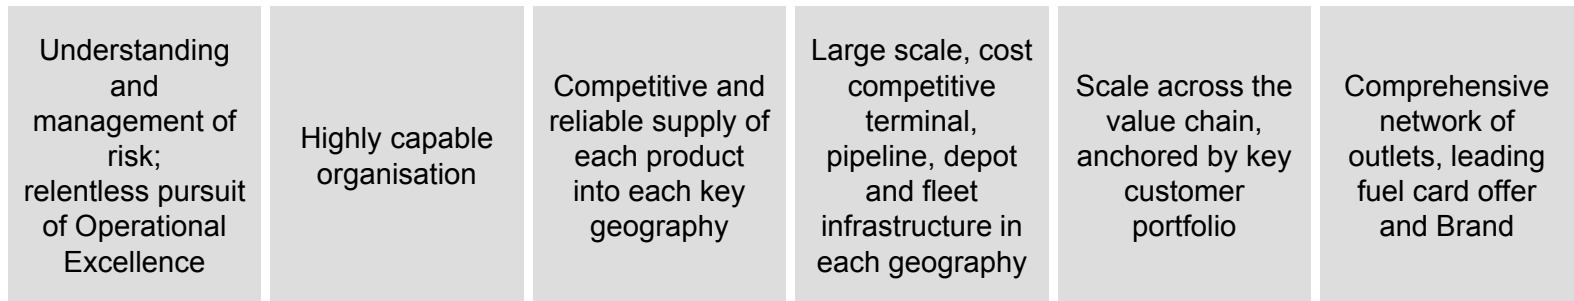 Understanding
and
management of
risk;
relentless pursuit
of Operational
Excellence
Highly capable
organisation
Competitive and
reliable supply of
each product
into each key
geography
Large scale, cost
competitive
terminal,
pipeline, depot
and fleet
infrastructure in
each geography
Scale across the
value chain,
anchored by key
customer
portfolio
Comprehensive
network of
outlets, leading
fuel card offer
and Brand